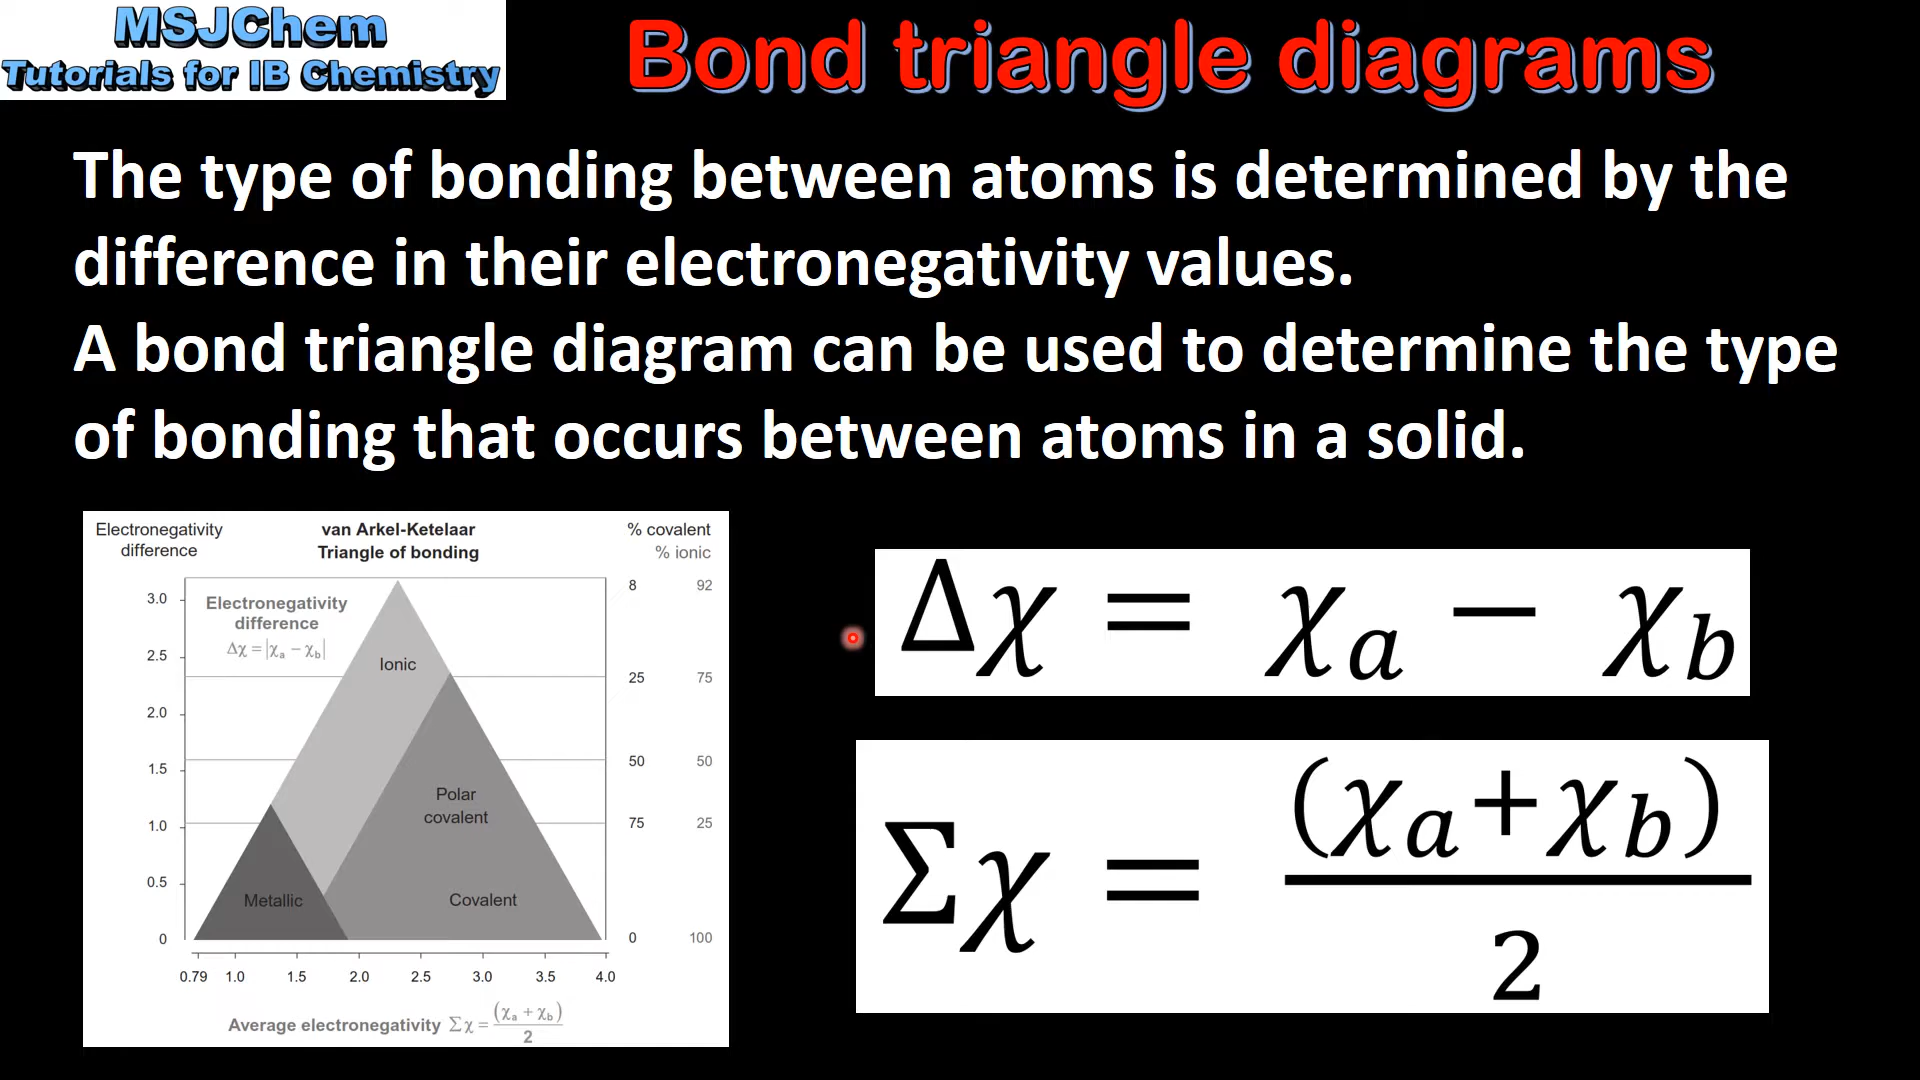 MSJChem
Tutorials for IB Chemistry
Bond triangle diagrams
The type of bonding between atoms is determined by the
difference in their electronegativity values.
A bond triangle diagram can be used to determine the type
of bonding that occurs between atoms in a solid.
Electronegativity
difference
van Arkel-Ketelaar
Triangle of bonding
% covalent
% ionic
3.0
2.5
2.0
1.5
1.0
0.5
0
Electronegativity
difference
Δχ = |χₐ − χ_b|
Ionic
Polar
covalent
Metallic
Covalent
8 92
25 75
50 50
75 25
0 100
0.79 1.0 1.5 2.0 2.5 3.0 3.5 4.0
Average electronegativity Σχ = (χₐ + χ_b) / 2
Δχ = χₐ − χ_b
Σχ = (χₐ+χ_b) / 2